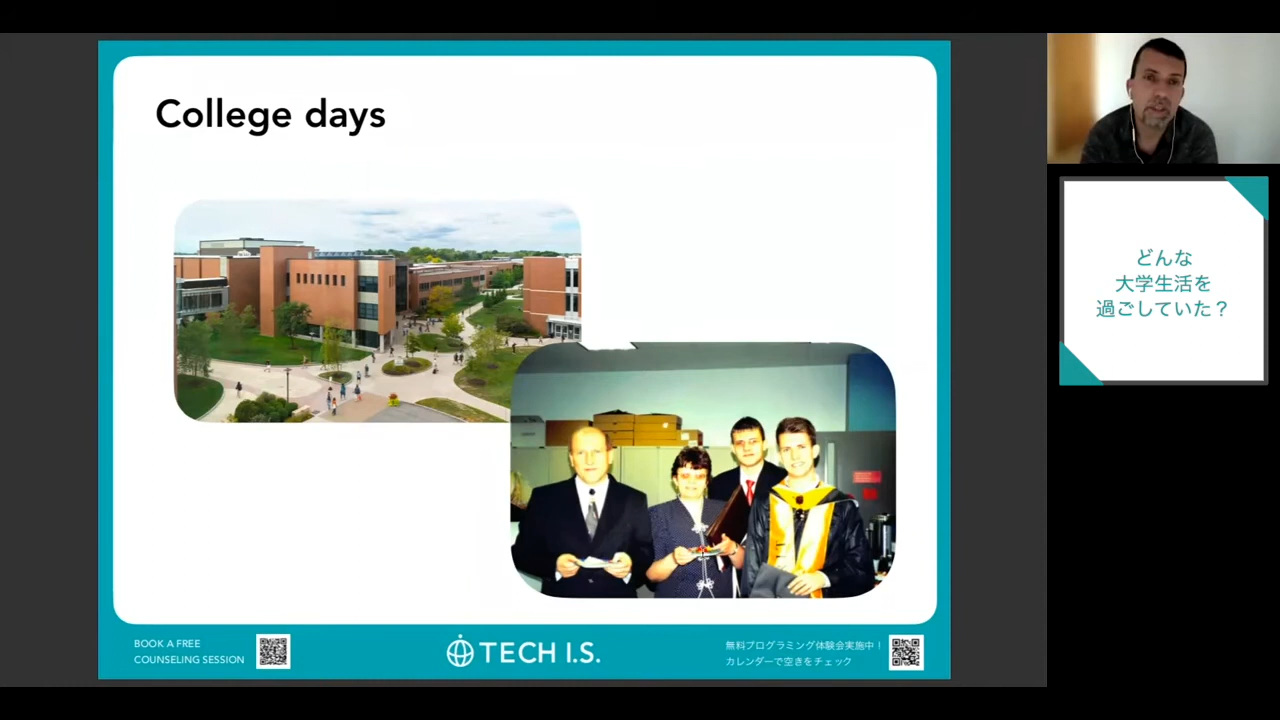 College days
どんな
大学生活を
過ごしていた？
BOOK A FREE
COUNSELING SESSION
TECH I.S.
無料プログラミング体験会実施中！
カレンダーで空きをチェック